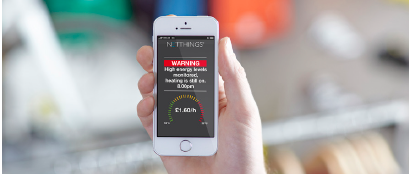 NOTTHINGS
WARNING
High energy levels
monitored,
heating is still on.
8.00pm
£1.60/h